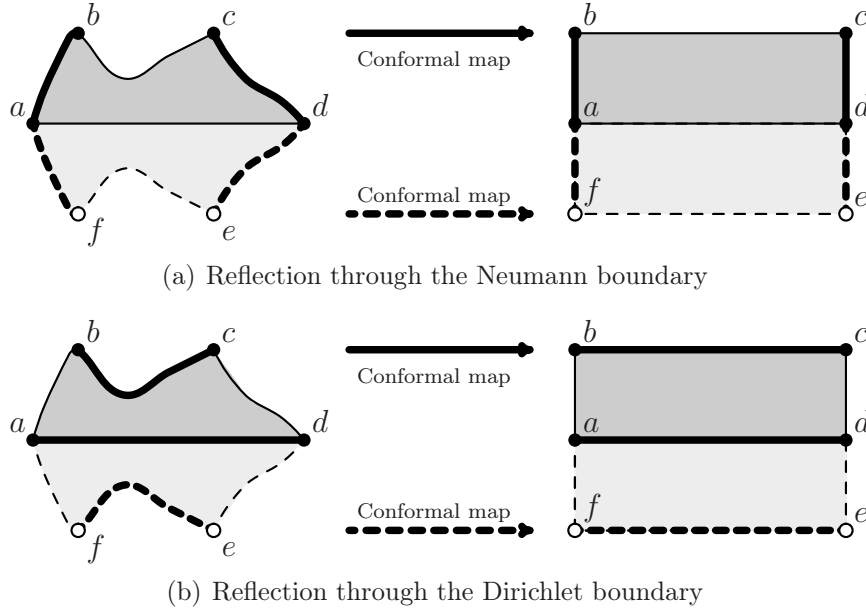 b c b c
Conformal map
a d a d
Conformal map
f e f e
(a) Reflection through the Neumann boundary
b c b c
Conformal map
a d a d
Conformal map
f e f e
(b) Reflection through the Dirichlet boundary